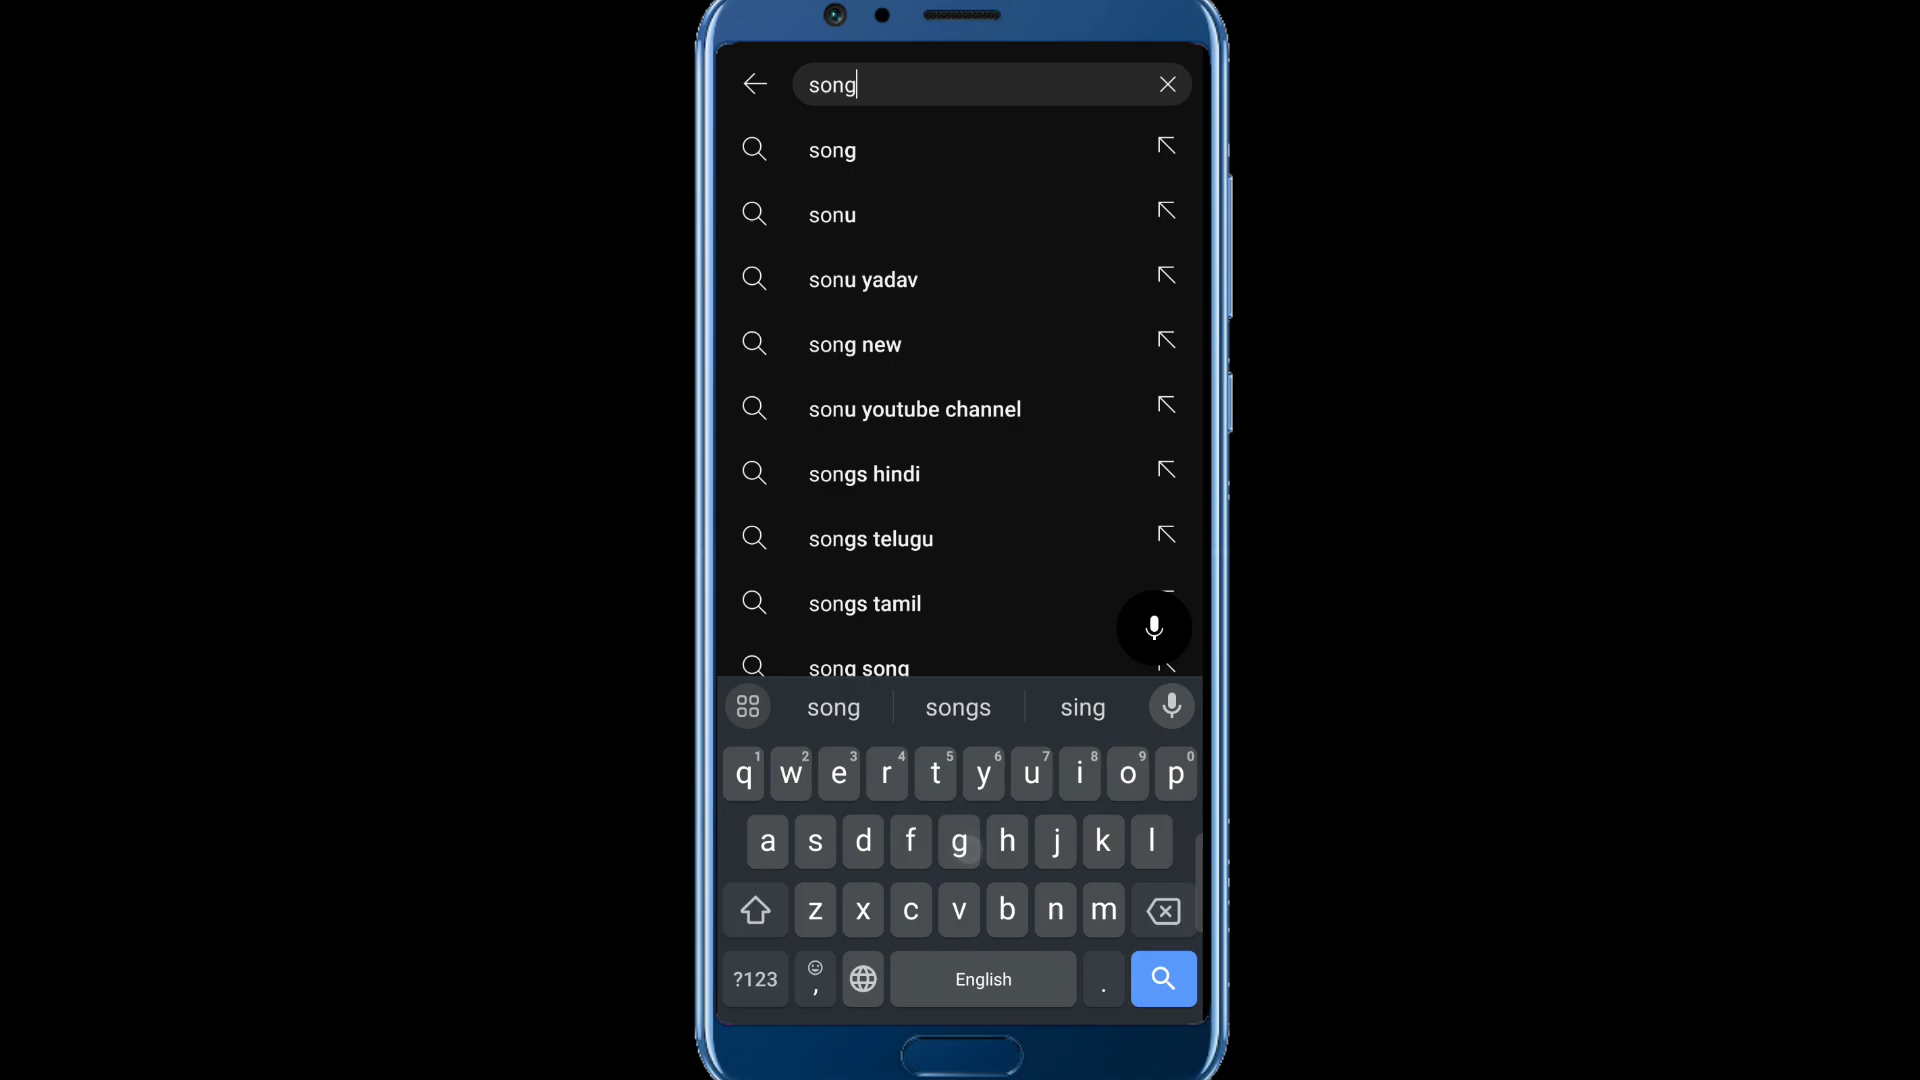 song
song
sonu
sonu yadav
song new
sonu youtube channel
songs hindi
songs telugu
songs tamil
song song
song songs sing
q1 w2 e3 r4 t5 y6 u7 i8 o9 p0
a s d f g h j k l
z x c v b n m
?123 , English .